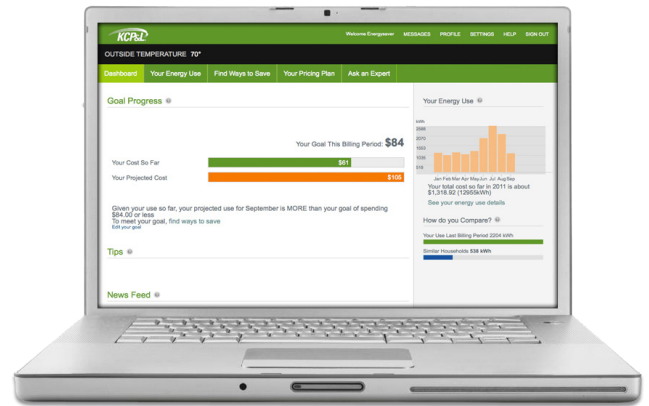 KCP&L
Welcome Energysaver MESSAGES PROFILE SETTINGS HELP SIGN OUT
OUTSIDE TEMPERATURE 70°
Dashboard Your Energy Use Find Ways to Save Your Pricing Plan Ask an Expert
Goal Progress
Your Goal This Billing Period: $84
Your Cost So Far $61
Your Projected Cost $105
Given your use so far, your projected use for September is MORE than your goal of spending
$84.00 or less
To meet your goal, find ways to save
Edit your goal
Tips
News Feed
Your Energy Use
kWh
2070
518
Jan Feb Mar Apr May Jun Jul Aug Sep
Your total cost so far in 2011 is about
$1,318.92 (12955kWh)
See your energy use details
How do you Compare?
Your Use Last Billing Period 2204 kWh
Similar Households 538 kWh